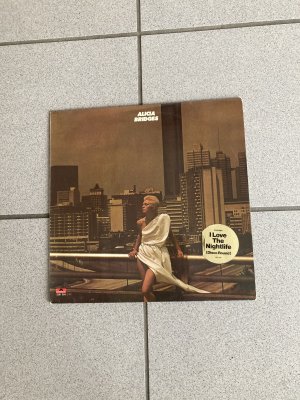 ALICIA
BRIDGES
I Love
The
Nightlife
(Disco Round)